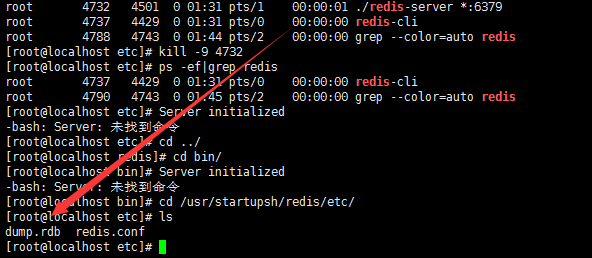 root      4732  4501  0 01:31 pts/1    00:00:01 ./redis-server *:6379
root      4737  4429  0 01:31 pts/0    00:00:00 redis-cli
root      4788  4743  0 01:44 pts/2    00:00:00 grep --color=auto redis
[root@localhost etc]# kill -9 4732
[root@localhost etc]# ps -ef|grep redis
root      4737  4429  0 01:31 pts/0    00:00:00 redis-cli
root      4790  4743  0 01:45 pts/2    00:00:00 grep --color=auto redis
[root@localhost etc]# Server initialized
-bash: Server: 未找到命令
[root@localhost etc]# cd ../
[root@localhost redis]# cd bin/
[root@localhost bin]# Server initialized
-bash: Server: 未找到命令
[root@localhost bin]# cd /usr/startupsh/redis/etc/
[root@localhost etc]# ls
dump.rdb  redis.conf
[root@localhost etc]#